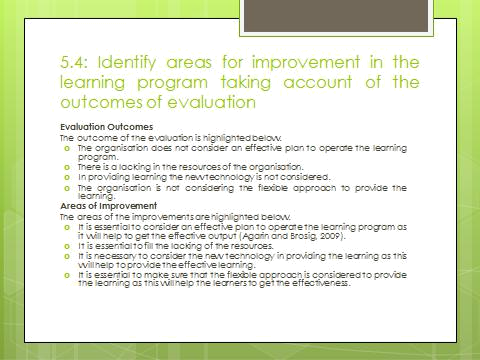 5.4: Identify areas for improvement in the
learning program taking account of the
outcomes of evaluation
Evaluation Outcomes
The outcome of the evaluation is highlighted below.
The organisation does not consider an effective plan to operate the learning
program.
There is a lacking in the resources of the organisation.
In providing learning the new technology is not considered.
The organisation is not considering the flexible approach to provide the
learning.
Areas of Improvement
The areas of the improvements are highlighted below.
It is essential to consider an effective plan to operate the learning program as
it will help to get the effective output (Agarin and Brosig, 2009).
It is essential to fill the lacking of the resources.
It is necessary to consider the new technology in providing the learning as this
will help to provide the effective learning.
It is essential to make sure that the flexible approach is considered to provide
the learning as this will help the learners to get the effectiveness.